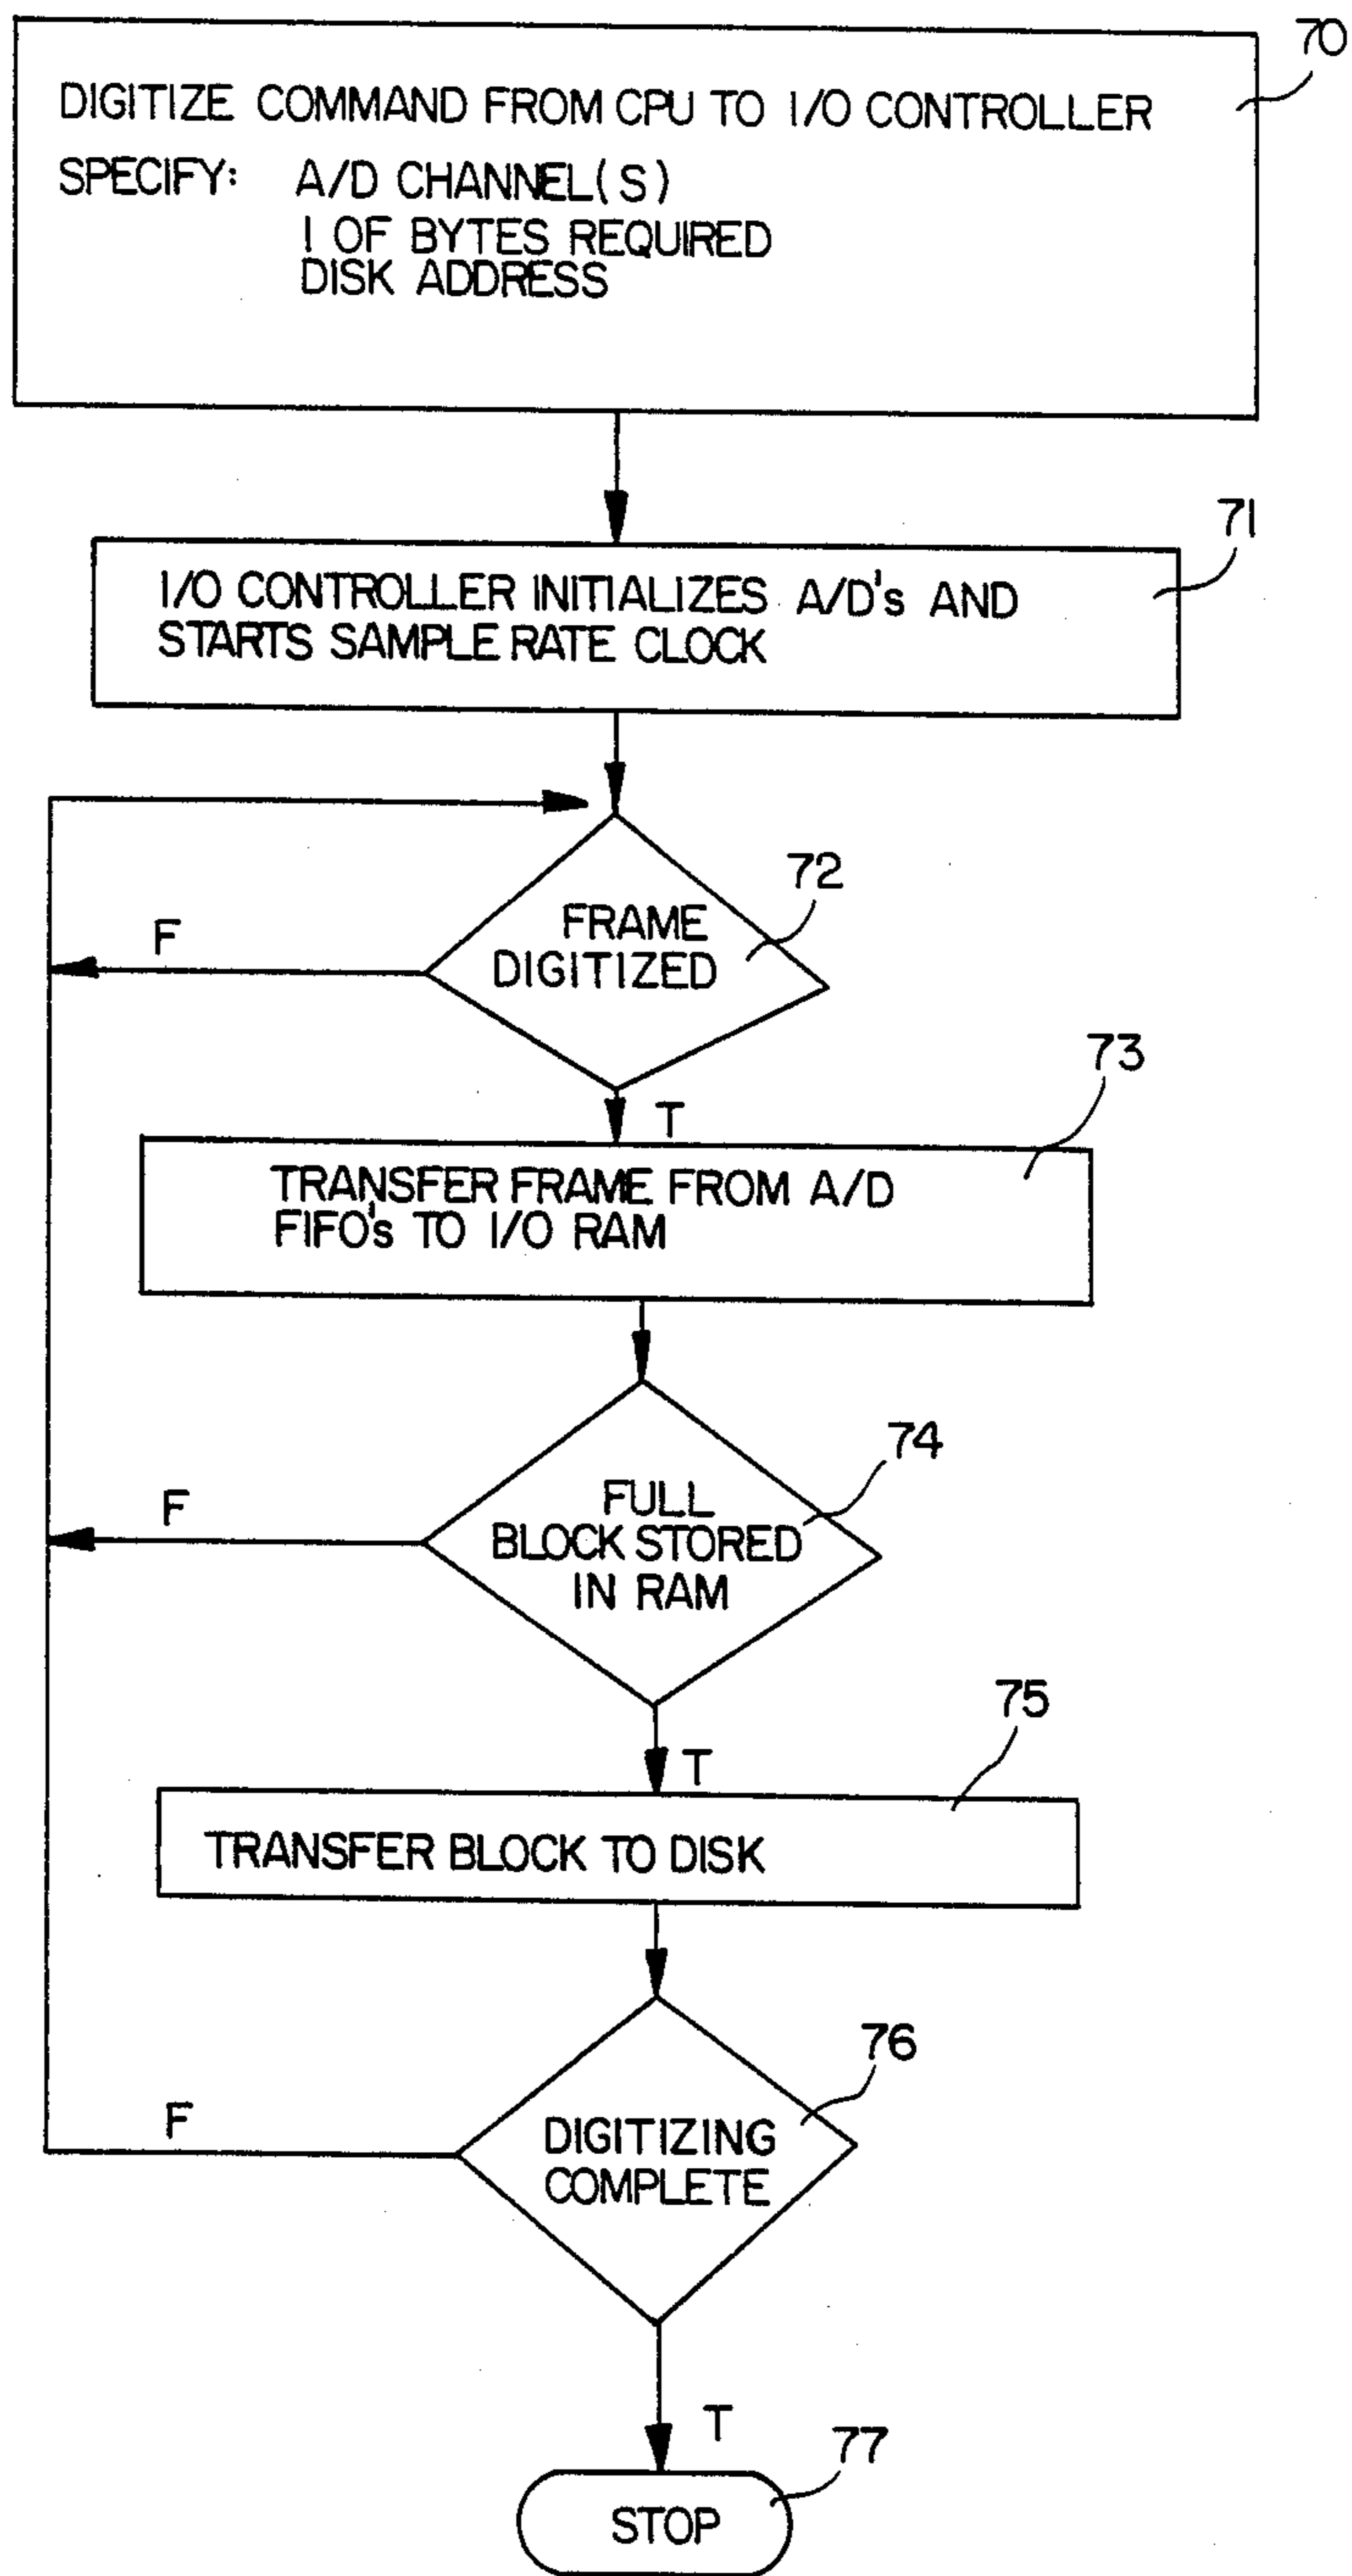 70
DIGITIZE COMMAND FROM CPU TO I/O CONTROLLER
SPECIFY: A/D CHANNEL(S)
1 OF BYTES REQUIRED
DISK ADDRESS
71
I/O CONTROLLER INITIALIZES A/D's AND
STARTS SAMPLE RATE CLOCK
72
FRAME
DIGITIZED
F
T
73
TRANSFER FRAME FROM A/D
FIFO's TO I/O RAM
74
FULL
BLOCK STORED
IN RAM
F
T
75
TRANSFER BLOCK TO DISK
76
DIGITIZING
COMPLETE
F
T
77
STOP